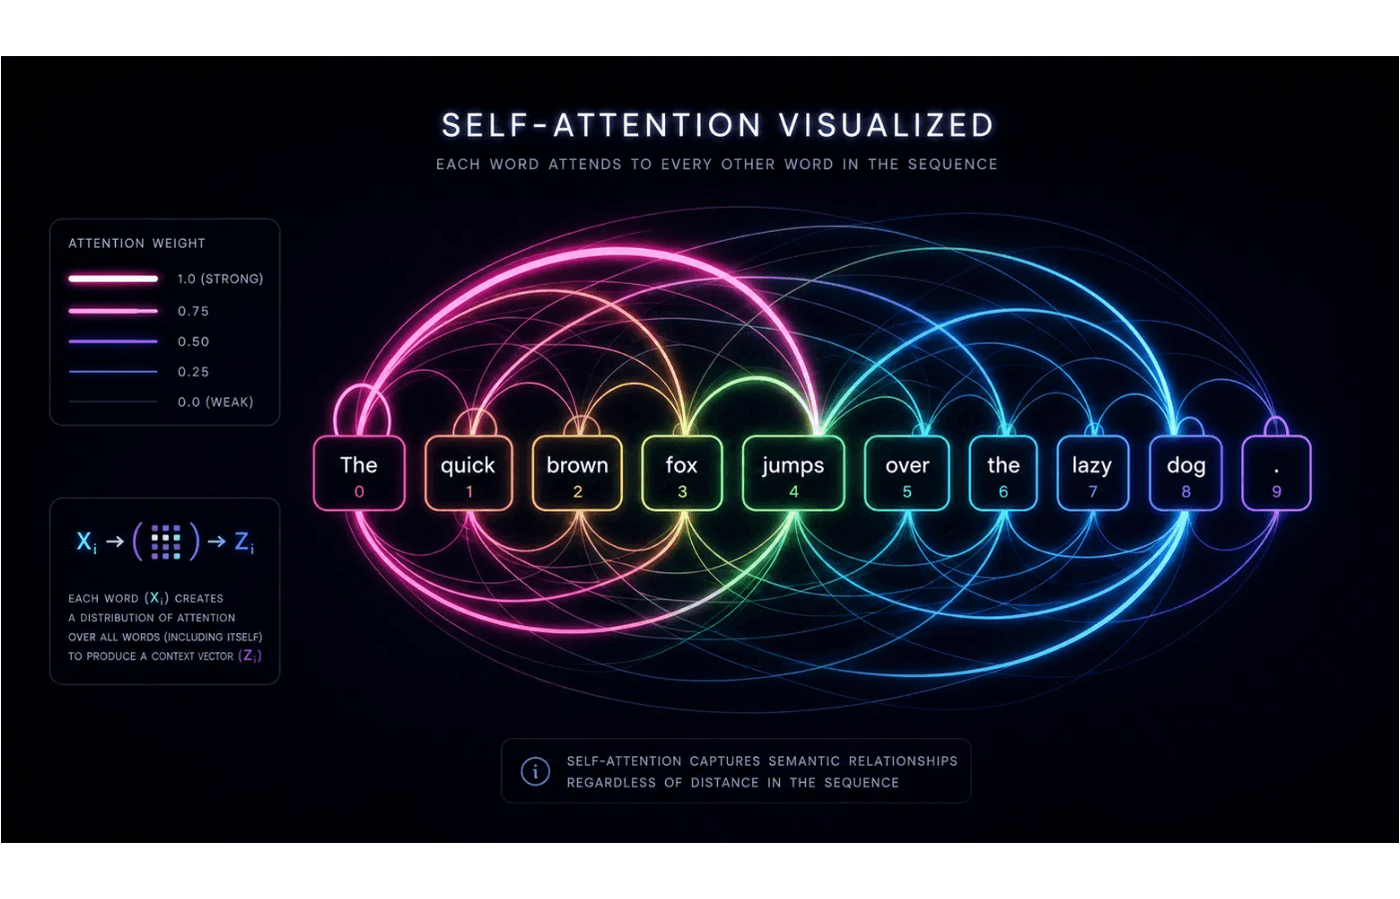 SELF-ATTENTION VISUALIZED
EACH WORD ATTENDS TO EVERY OTHER WORD IN THE SEQUENCE
ATTENTION WEIGHT
1.0 (STRONG)
0.75
0.50
0.25
0.0 (WEAK)
The quick brown fox jumps over the lazy dog .
0 1 2 3 4 5 6 7 8 9
Xi → ( ) → Zi
EACH WORD (Xi) CREATES
A DISTRIBUTION OF ATTENTION
OVER ALL WORDS (INCLUDING ITSELF)
TO PRODUCE A CONTEXT VECTOR (Zi)
i
SELF-ATTENTION CAPTURES SEMANTIC RELATIONSHIPS
REGARDLESS OF DISTANCE IN THE SEQUENCE